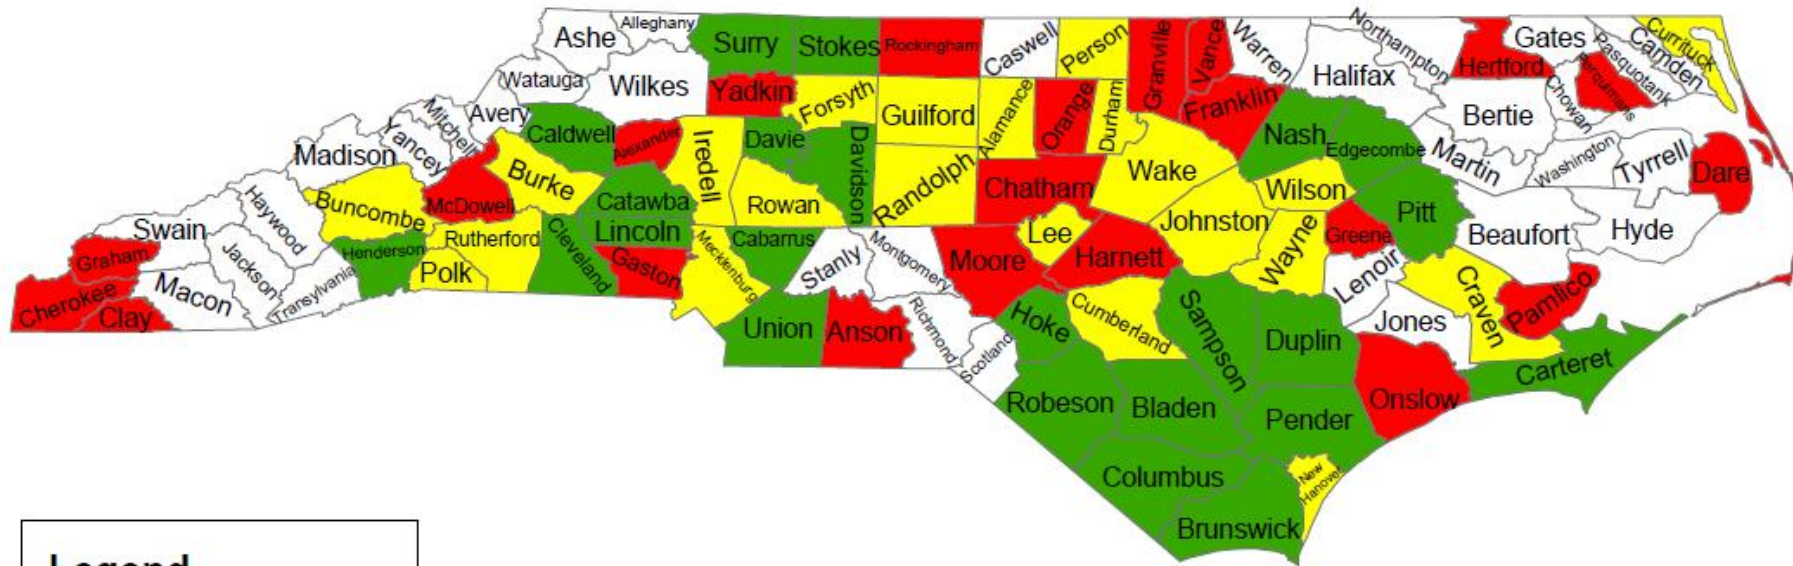 Ashe
Alleghany
Surry
Stokes
Rockingham
Caswell
Person
Granville
Vance
Warren
Northampton
Hertford
Gates
Pasquotank
Camden
Currituck
Watauga
Wilkes
Yadkin
Forsyth
Guilford
Alamance
Orange
Durham
Franklin
Halifax
Bertie
Chowan
Perquimans
Mitchell
Avery
Caldwell
Alexander
Iredell
Davie
Davidson
Randolph
Chatham
Wake
Nash
Edgecombe
Martin
Washington
Tyrrell
Dare
Madison
Yancey
McDowell
Burke
Catawba
Rowan
Wilson
Pitt
Beaufort
Hyde
Haywood
Buncombe
Swain
Graham
Cherokee
Clay
Macon
Jackson
Transylvania
Henderson
Polk
Rutherford
Cleveland
Lincoln
Gaston
Mecklenburg
Cabarrus
Stanly
Montgomery
Moore
Lee
Harnett
Johnston
Wayne
Greene
Lenoir
Craven
Pamlico
Union
Anson
Richmond
Scotland
Hoke
Cumberland
Sampson
Duplin
Jones
Carteret
Onslow
Robeson
Bladen
Pender
Columbus
Brunswick
New
Hanover
Legend